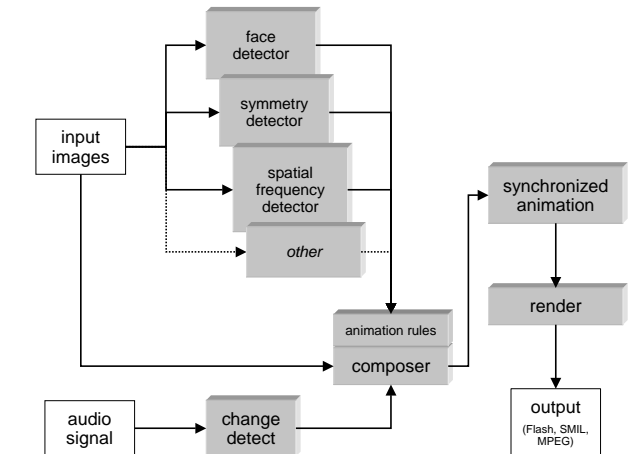 face
detector
symmetry
detector
input
images
spatial
frequency
detector
synchronized
animation
other
render
animation rules
composer
audio
signal
change
detect
output
(Flash, SMIL,
MPEG)